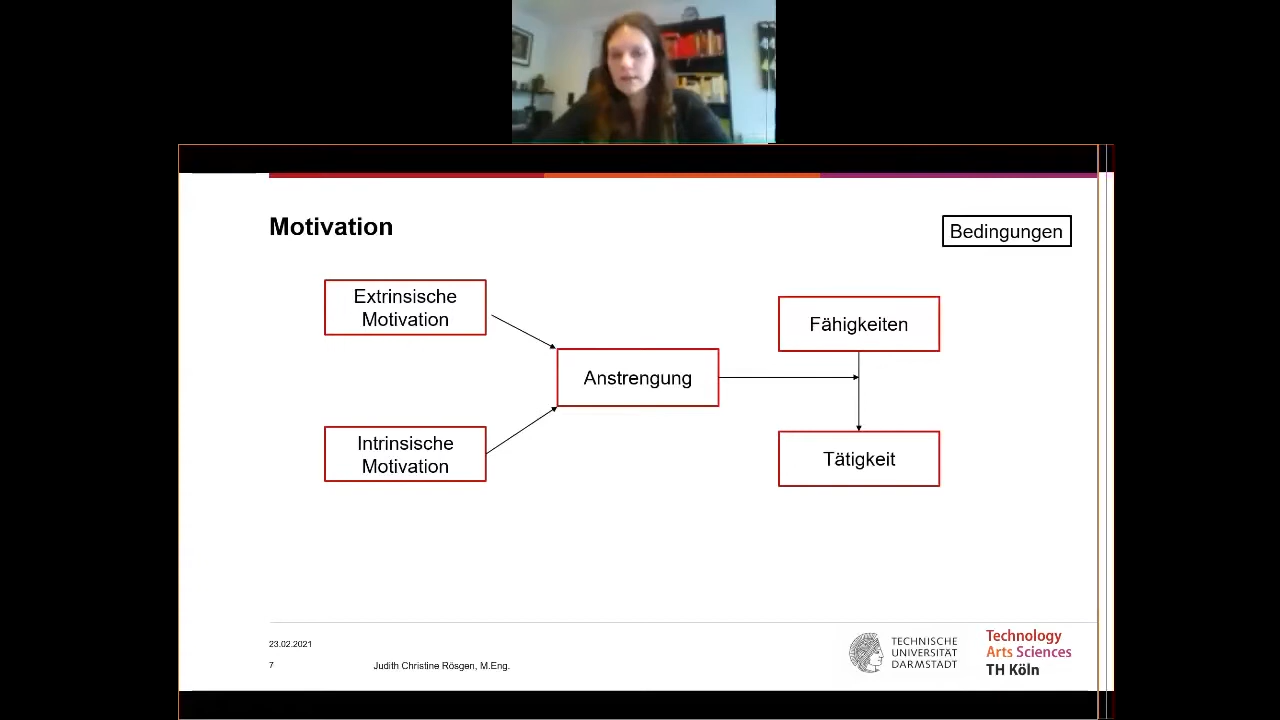 Motivation
Bedingungen
Extrinsische
Motivation
Fähigkeiten
Anstrengung
Intrinsische
Motivation
Tätigkeit
23.02.2021
7
Judith Christine Rösgen, M.Eng.
TECHNISCHE
UNIVERSITÄT
DARMSTADT
Technology
Arts Sciences
TH Köln